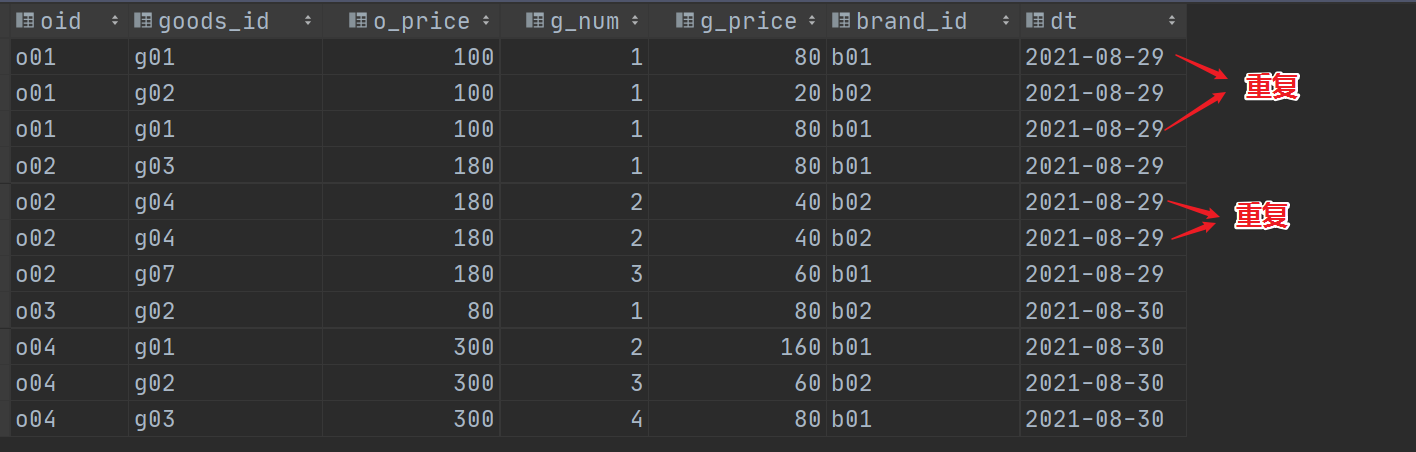 oid goods_id o_price g_num g_price brand_id dt
o01 g01 100 1 80 b01 2021-08-29
重复
o01 g02 100 1 20 b02 2021-08-29
o01 g01 100 1 80 b01 2021-08-29
o02 g03 180 1 80 b01 2021-08-29
o02 g04 180 2 40 b02 2021-08-29
重复
o02 g04 180 2 40 b02 2021-08-29
o02 g07 180 3 60 b01 2021-08-29
o03 g02 80 1 80 b02 2021-08-30
o04 g01 300 2 160 b01 2021-08-30
o04 g02 300 3 60 b02 2021-08-30
o04 g03 300 4 80 b01 2021-08-30